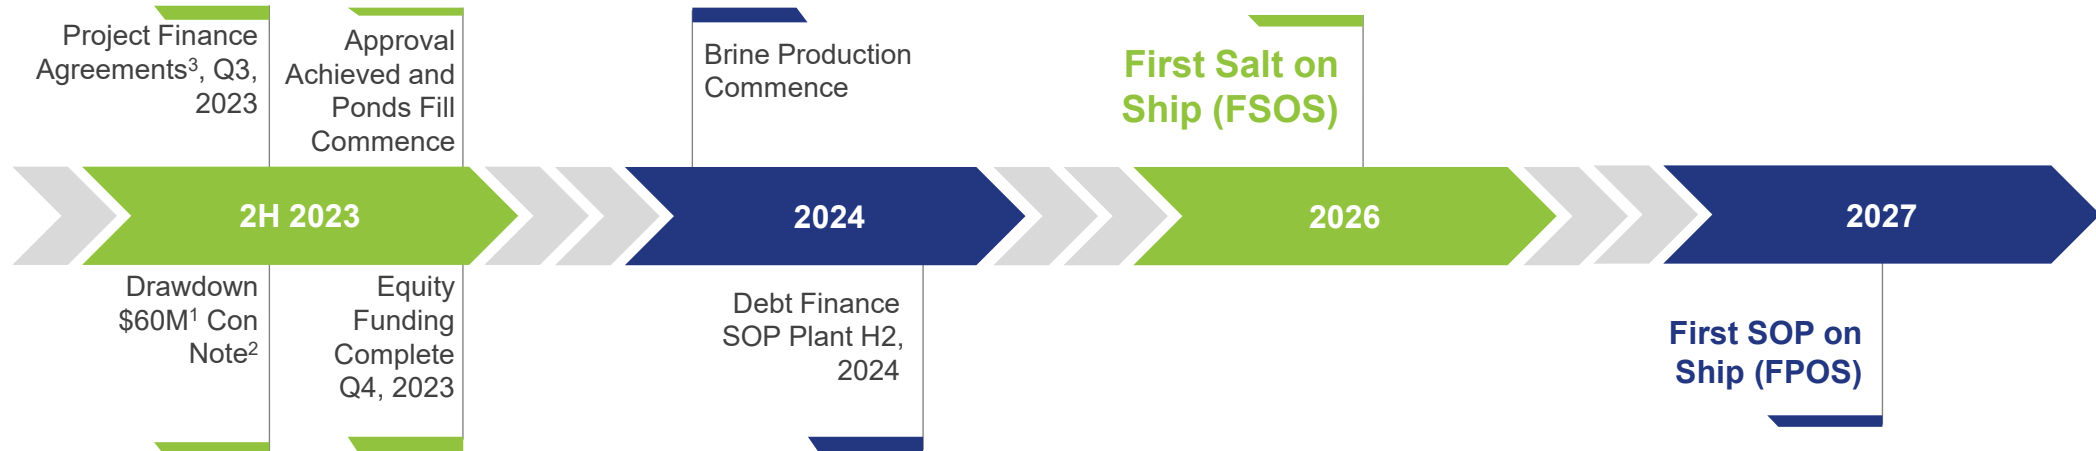 Project Finance
Agreements³, Q3,
2023
Approval
Achieved and
Ponds Fill
Commence
Brine Production
Commence
First Salt on
Ship (FSOS)
2H 2023
2024
2026
2027
Drawdown
$60M¹ Con
Note²
Equity
Funding
Complete
Q4, 2023
Debt Finance
SOP Plant H2,
2024
First SOP on
Ship (FPOS)